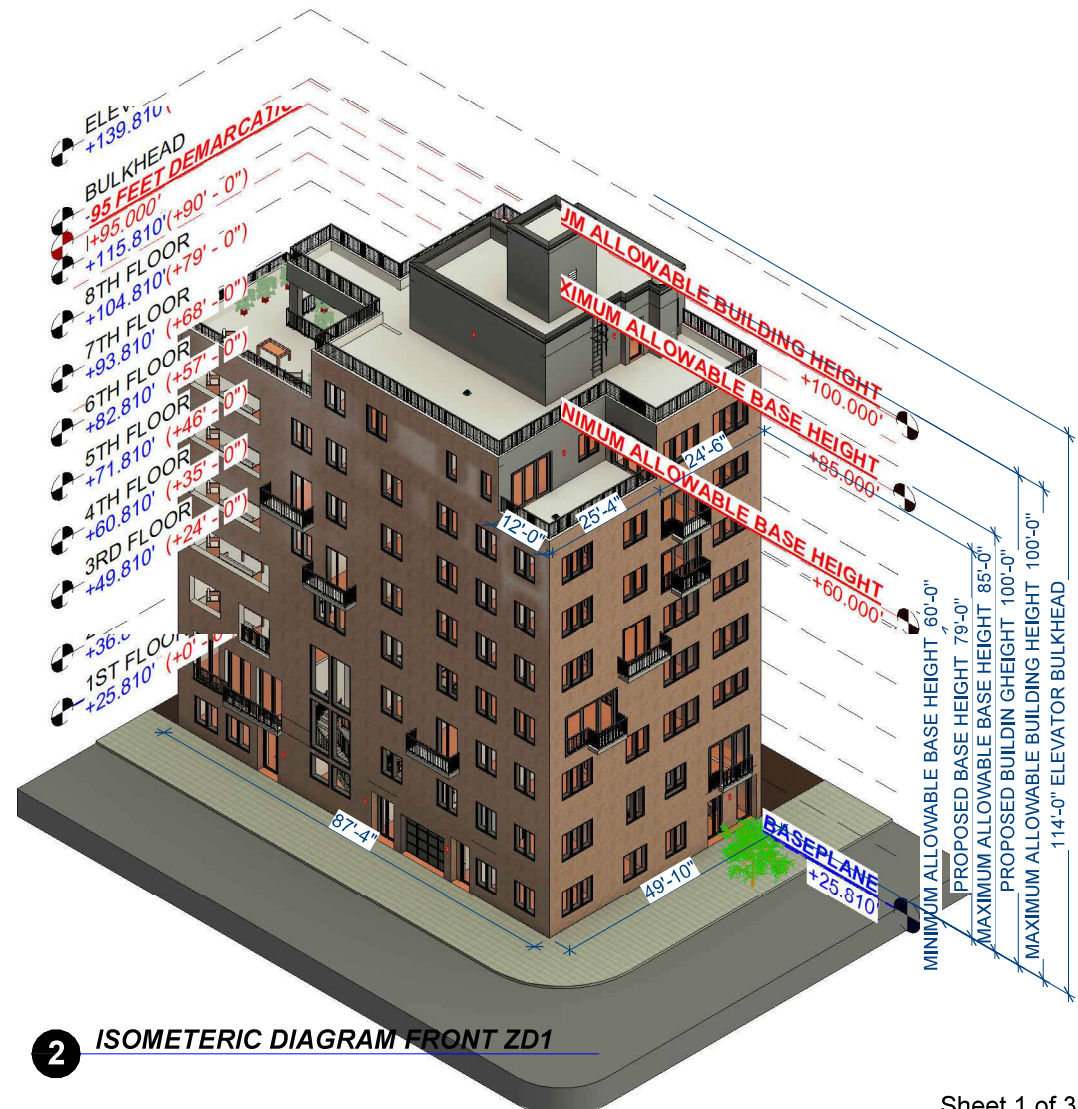 +139.810'
BULKHEAD
-95 FEET DEMARCATION
+95.000'
+115.810' (+90' - 0")
8TH FLOOR
+104.810' (+79' - 0")
7TH FLOOR
+93.810' (+68' - 0")
6TH FLOOR
+82.810' (+57' - 0")
5TH FLOOR
+71.810' (+46' - 0")
4TH FLOOR
+60.810' (+35' - 0")
3RD FLOOR
+49.810' (+24' - 0")
1ST FLOOR
+25.810' (+0' - 0")
UM ALLOWABLE BUILDING HEIGHT
+100.000'
XIMUM ALLOWABLE BASE HEIGHT
+85.000'
NIMUM ALLOWABLE BASE HEIGHT
+60.000'
24'-6"
25'-4"
12'-0"
87'-4"
49'-10"
BASEPLANE
+25.810'
MINIMUM ALLOWABLE BASE HEIGHT 60'-0"
PROPOSED BASE HEIGHT 79'-0"
MAXIMUM ALLOWABLE BASE HEIGHT 85'-0"
PROPOSED BUILDIN GHEIGHT 100'-0"
MAXIMUM ALLOWABLE BUILDING HEIGHT 100'-0"
114'-0" ELEVATOR BULKHEAD
2 ISOMETERIC DIAGRAM FRONT ZD1
Sheet 1 of 3